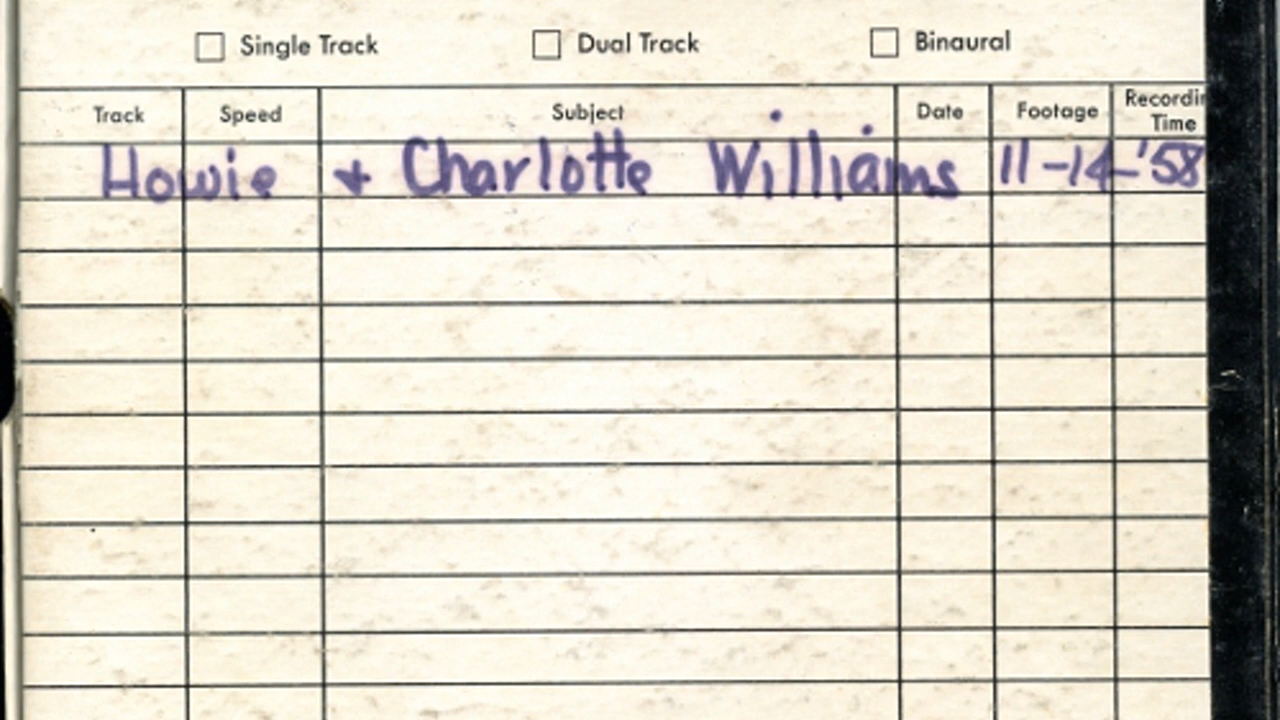 Single Track Dual Track Binaural
Track Speed Subject Date Footage Recordin
Time
Howie + Charlotte Williams 11-14-'58